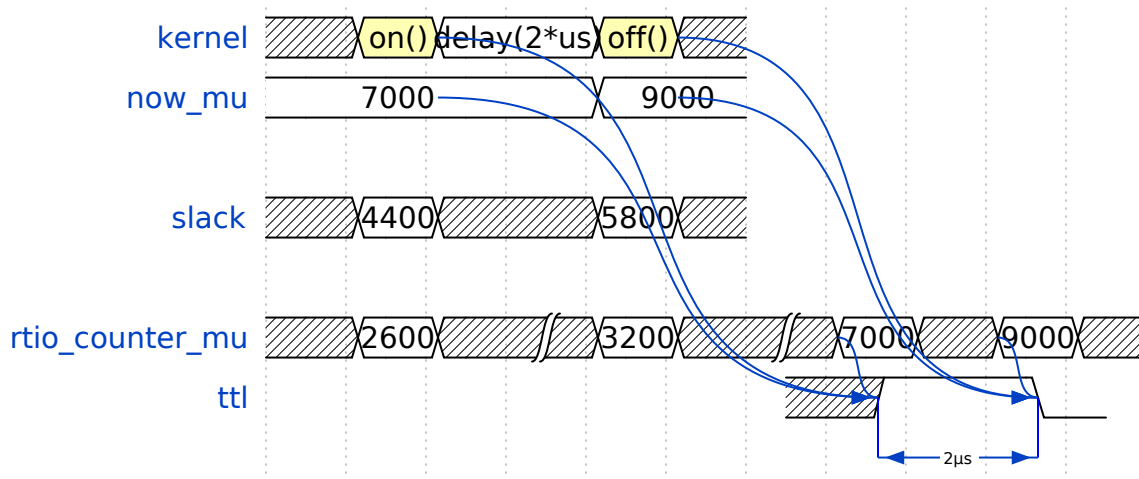 kernel on() delay(2*us) off()
now_mu 7000 9000
slack 4400 5800
rtio_counter_mu 2600 3200 7000 9000
ttl
2μs